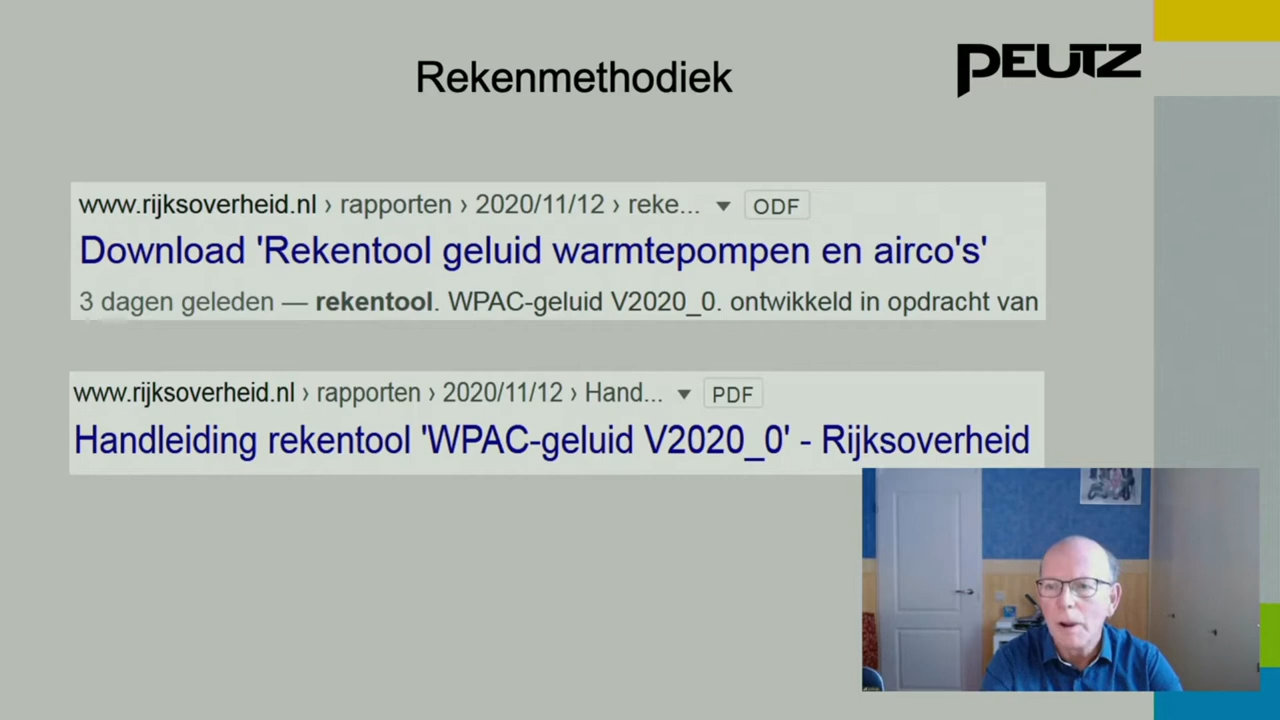 Rekenmethodiek
PEUTZ
www.rijksoverheid.nl › rapporten › 2020/11/12 › reke... ODF
Download 'Rekentool geluid warmtepompen en airco's'
3 dagen geleden — rekentool. WPAC-geluid V2020_0. ontwikkeld in opdracht van
www.rijksoverheid.nl › rapporten › 2020/11/12 › Hand... PDF
Handleiding rekentool 'WPAC-geluid V2020_0' - Rijksoverheid